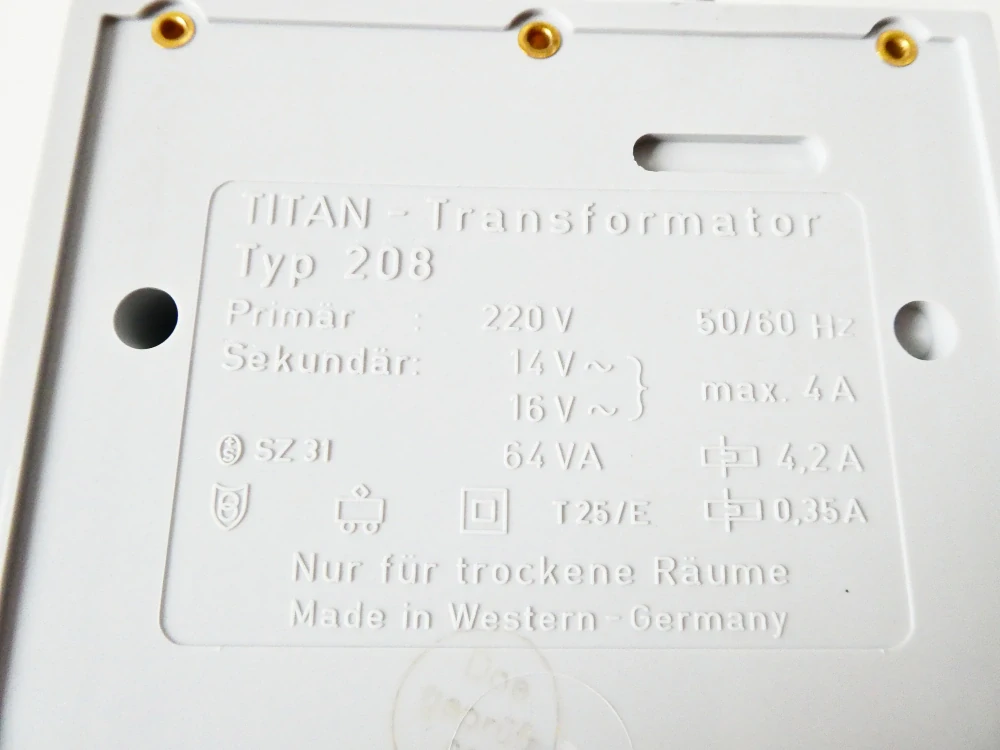 TITAN - Transformator
Typ 208
Primär : 220 V 50/60 Hz
Sekundär: 14 V ~
16 V ~ max. 4 A
SZ 31 64 VA 4,2 A
T25/E 0,35 A
Nur für trockene Räume
Made in Western-Germany